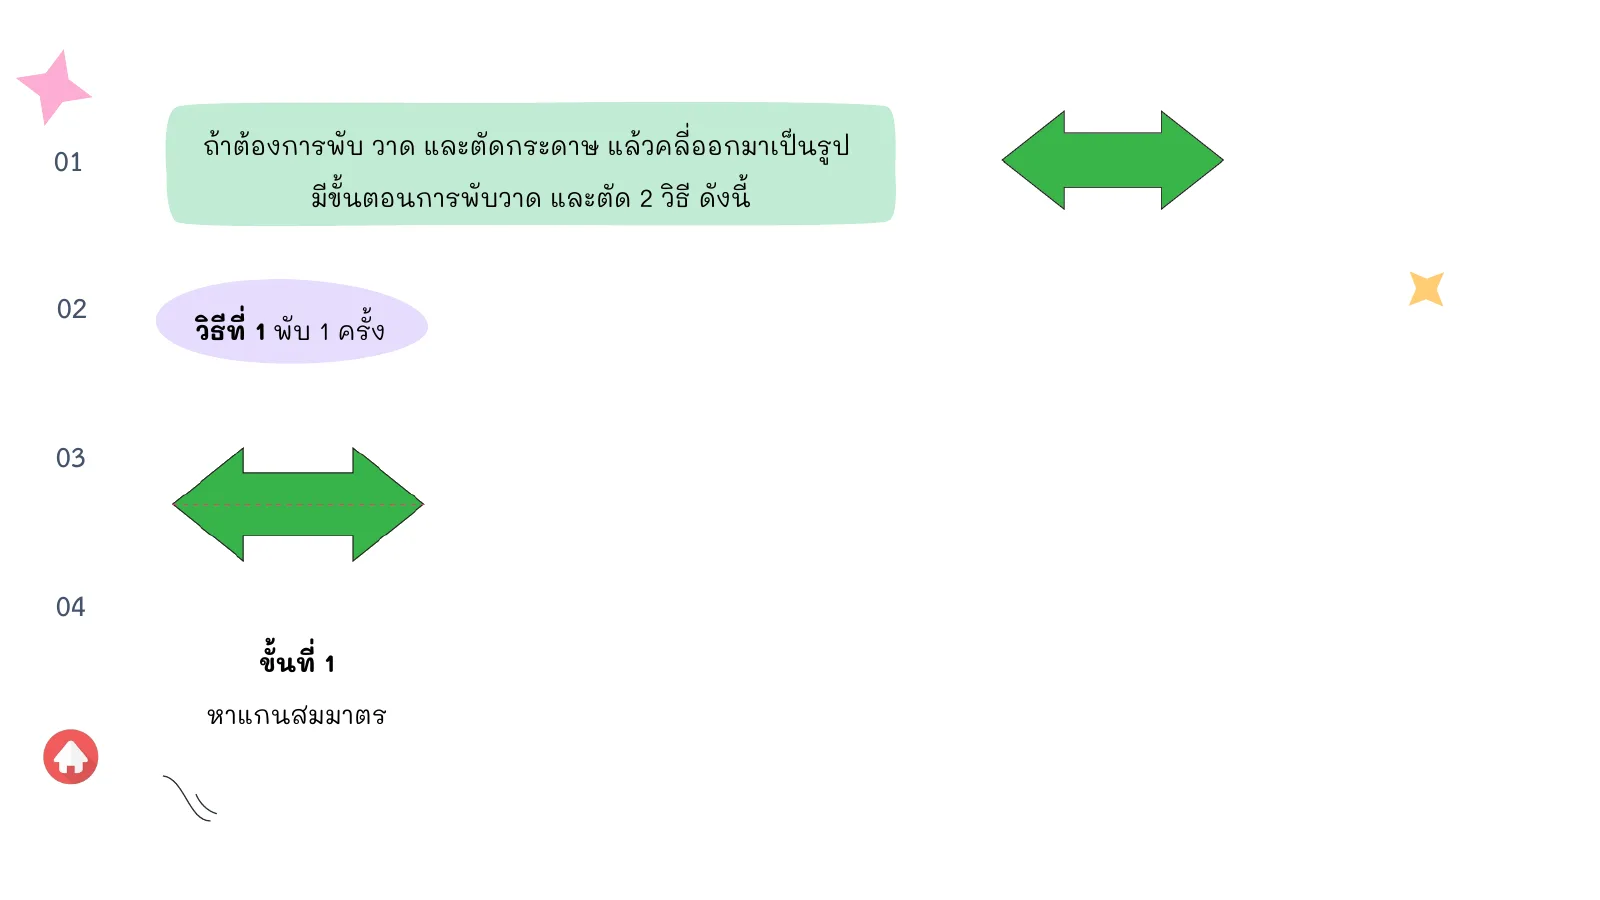 01
ถ้าต้องการพับ วาด และตัดกระดาษ แล้วคลี่ออกมาเป็นรูป
มีขั้นตอนการพับวาด และตัด 2 วิธี ดังนี้
02
วิธีที่ 1 พับ 1 ครั้ง
03
04
ขั้นที่ 1
หาแกนสมมาตร